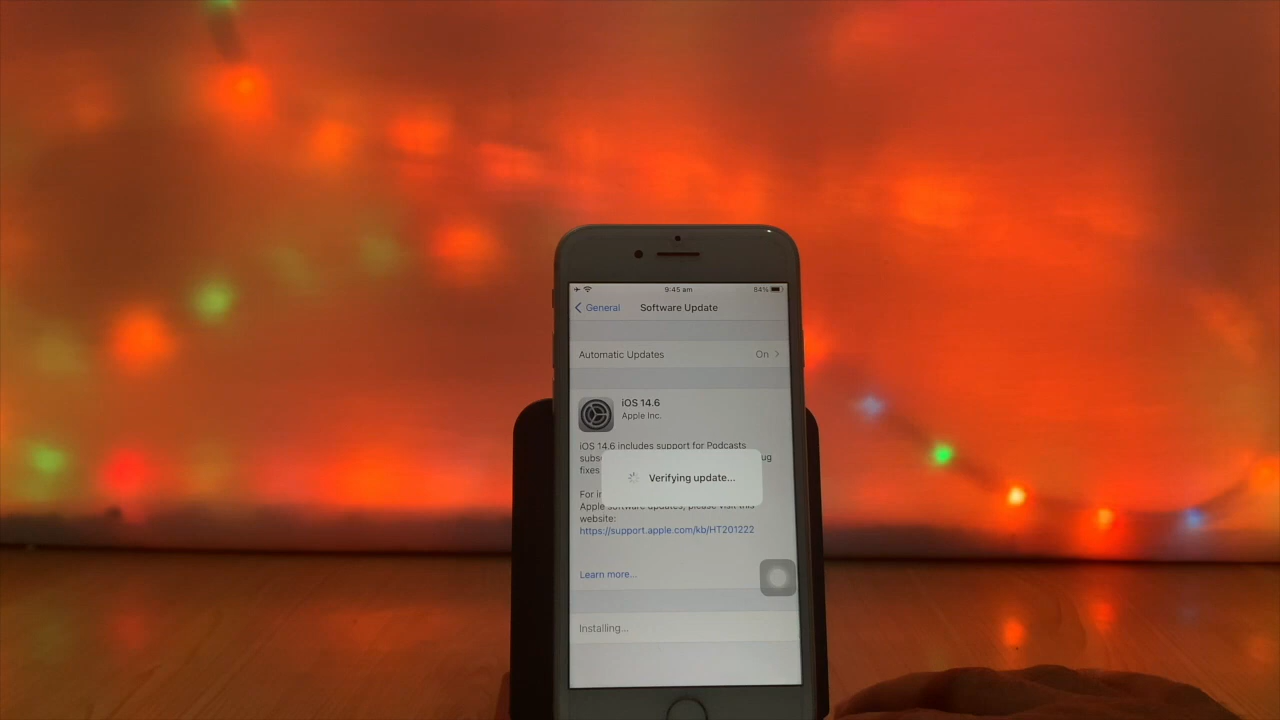 9:45 am
84%
General
Software Update
Automatic Updates
On
iOS 14.6
Apple Inc.
iOS 14.6 includes support for Podcasts
subs ug
fixes
Verifying update...
For in
Apple software updates, please visit this
website:
https://support.apple.com/kb/HT201222
Learn more...
Installing...